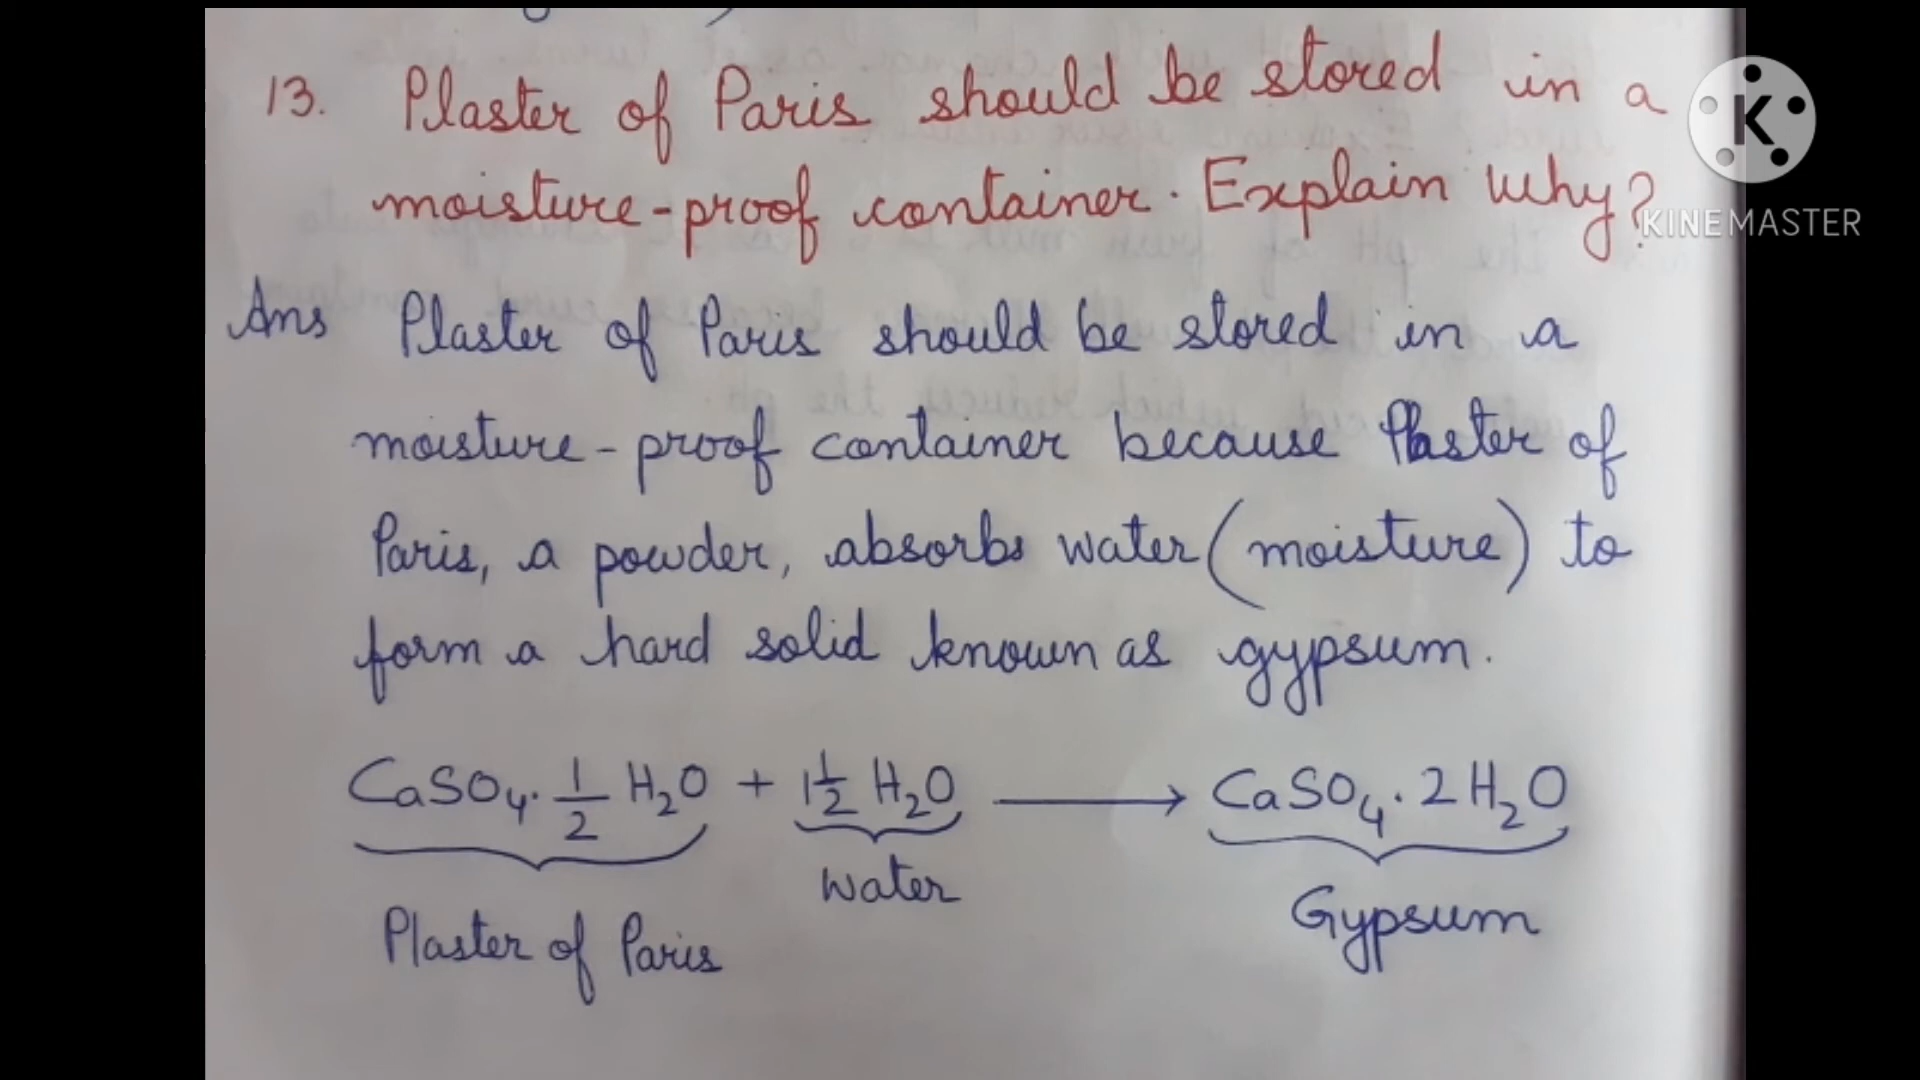 13. Plaster of Paris should be stored in a
moisture-proof container. Explain Why?
Ans Plaster of Paris should be stored in a
moisture-proof container because Plaster of
Paris, a powder, absorbs water (moisture) to
form a hard solid known as gypsum.
CaSO₄·1/2 H₂O + 1 1/2 H₂O → CaSO₄·2H₂O
Plaster of Paris water Gypsum
K
KINEMASTER